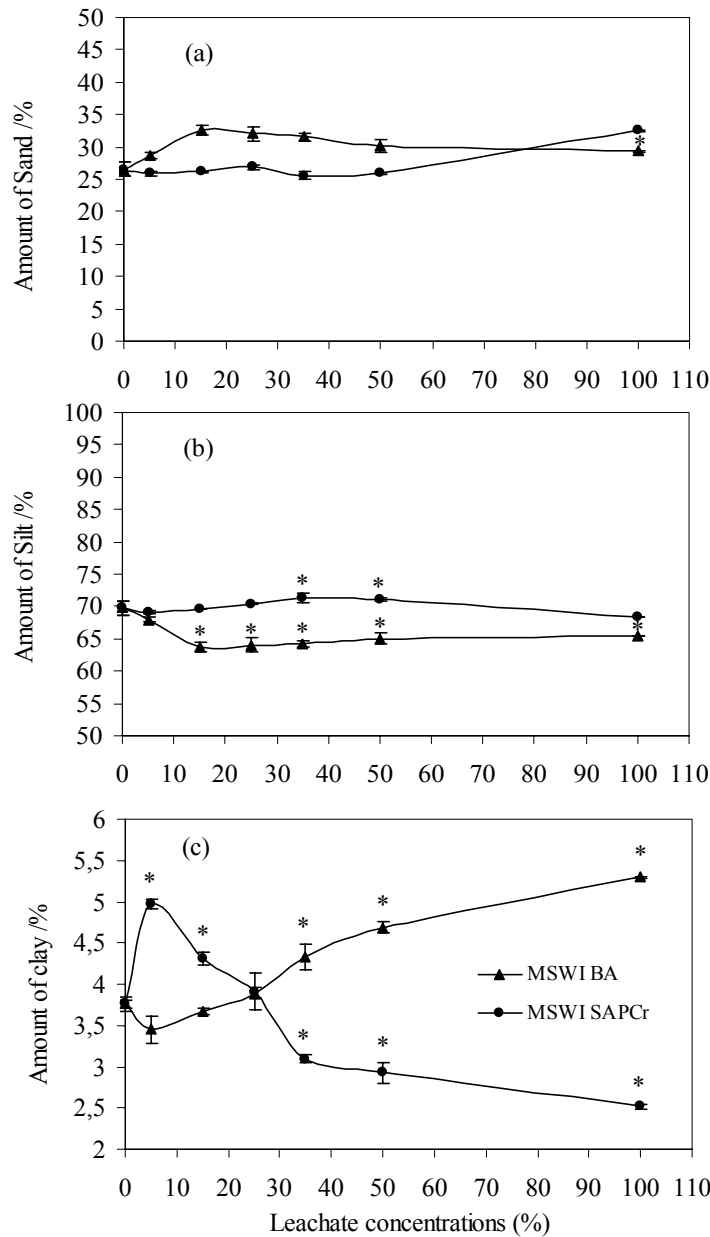 50
45
40
35
30
25
20
15
10
5
0
Amount of Sand /%
(a)
*
0 10 20 30 40 50 60 70 80 90 100 110
100
95
90
85
80
75
70
65
60
55
50
Amount of Silt /%
(b)
* *
* * * * *
0 10 20 30 40 50 60 70 80 90 100 110
6
5,5
5
4,5
4
3,5
3
2,5
2
Amount of clay /%
(c)
* * * * *
* * *
MSWI BA
MSWI SAPCr
0 10 20 30 40 50 60 70 80 90 100 110
Leachate concentrations (%)